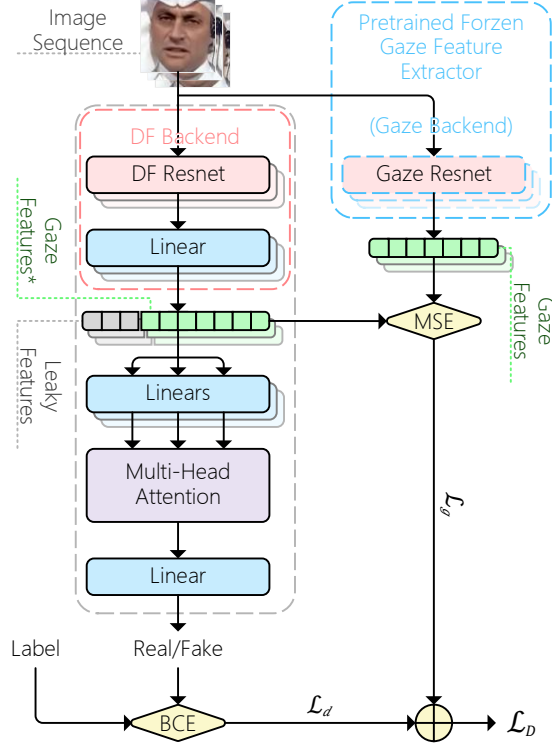 Image
Sequence
Pretrained Forzen
Gaze Feature
Extractor
(Gaze Backend)
DF Backend
DF Resnet
Gaze Resnet
Linear
Gaze
Features*
Gaze
Features
MSE
Leaky
Features
Linears
Multi-Head
Attention
ℒg
Linear
Label
Real/Fake
BCE
ℒd
ℒD